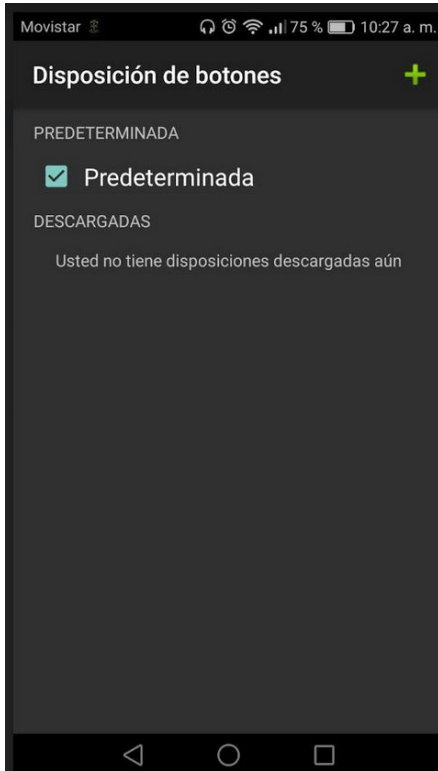 Movistar 75 % 10:27 a. m.
Disposición de botones
PREDETERMINADA
Predeterminada
DESCARGADAS
Usted no tiene disposiciones descargadas aún